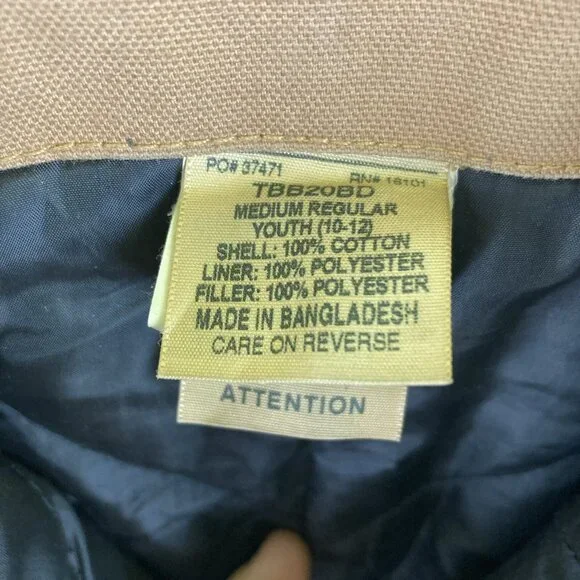 PO# 37471 RN# 18101
TBB20BD
MEDIUM REGULAR
YOUTH (10-12)
SHELL: 100% COTTON
LINER: 100% POLYESTER
FILLER: 100% POLYESTER
MADE IN BANGLADESH
CARE ON REVERSE
ATTENTION